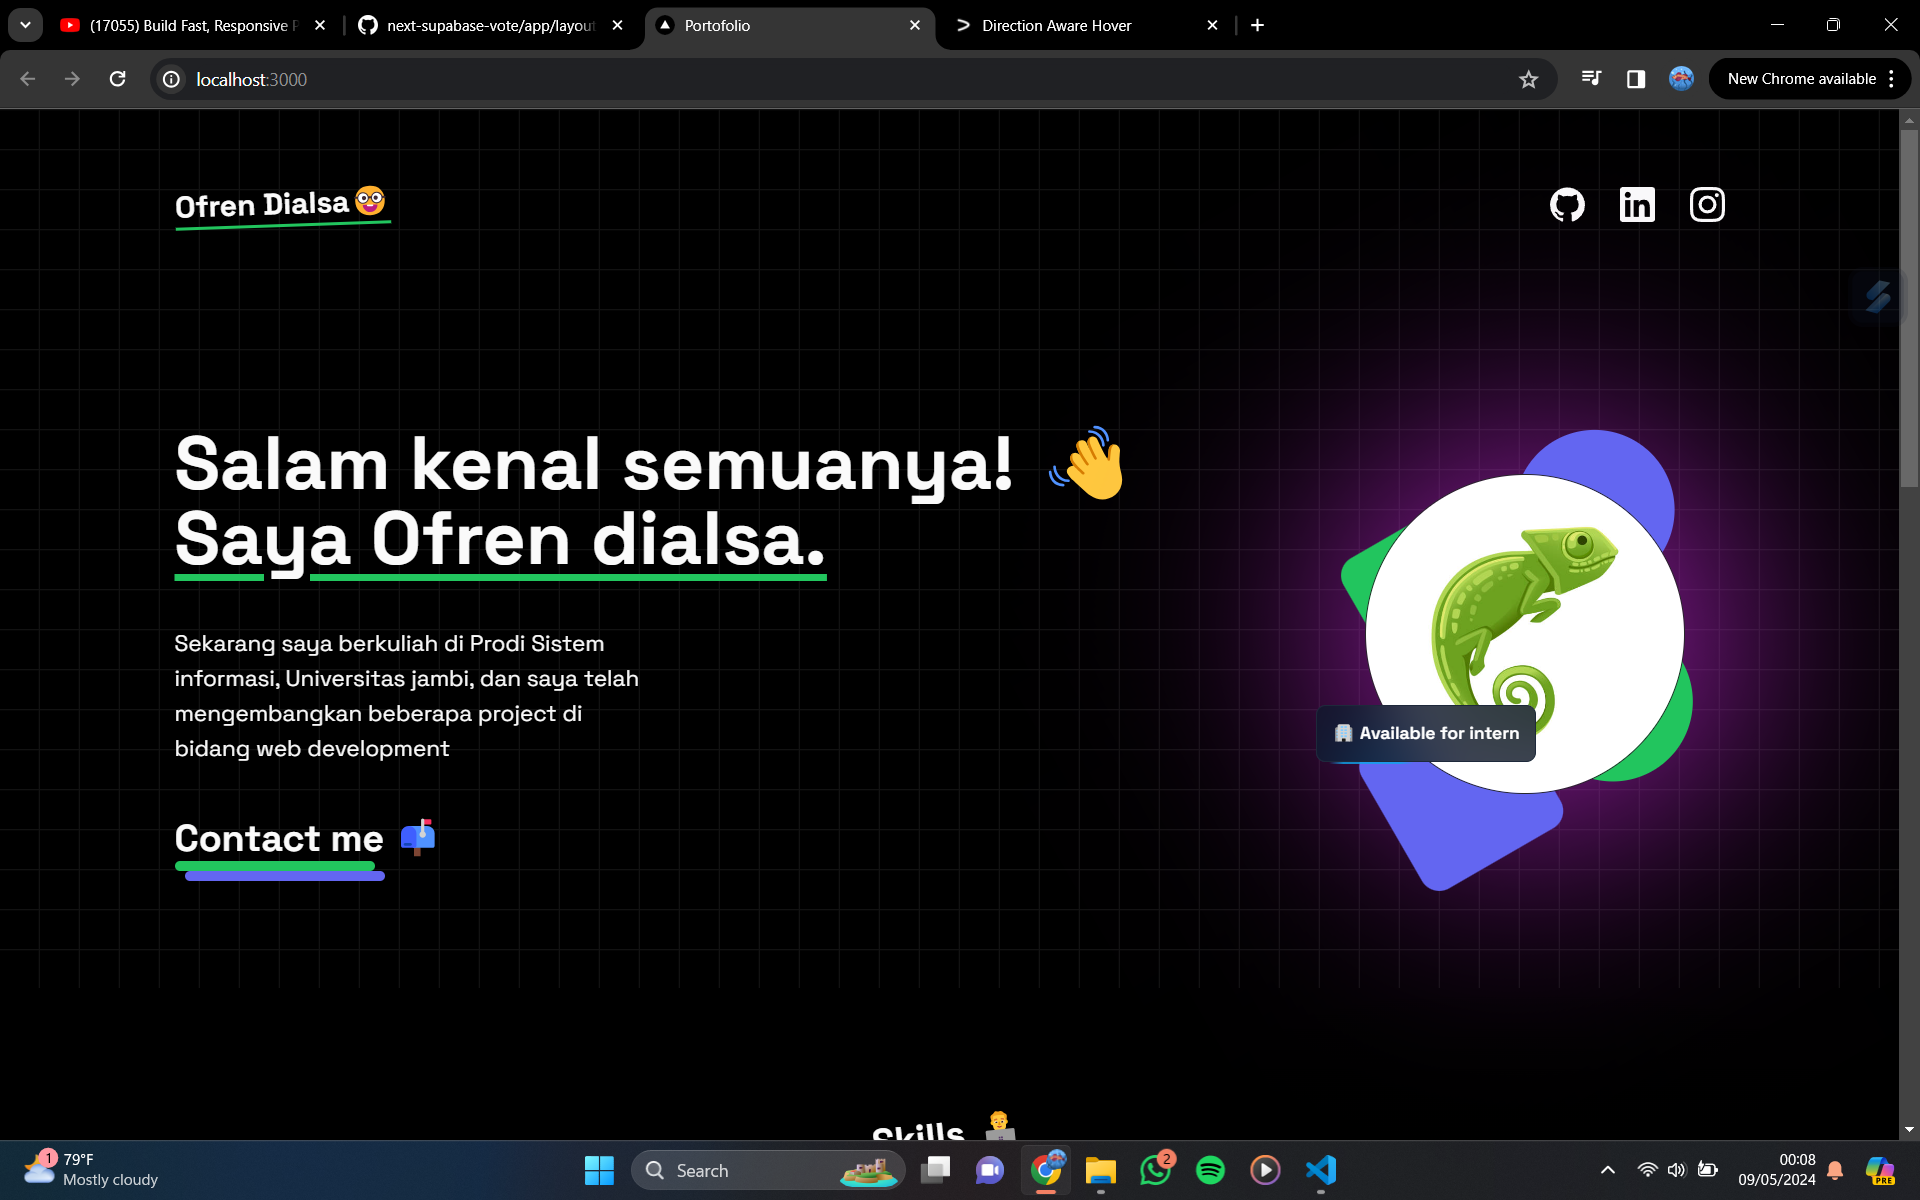 (17055) Build Fast, Responsive P
next-supabase-vote/app/layout
Portofolio
Direction Aware Hover
localhost:3000
New Chrome available
Ofren Dialsa
Salam kenal semuanya!
Saya Ofren dialsa.
Sekarang saya berkuliah di Prodi Sistem
informasi, Universitas jambi, dan saya telah
mengembangkan beberapa project di
bidang web development
Available for intern
Contact me
Skills
1
79°F
Mostly cloudy
Search
2
00:08
09/05/2024
PRE